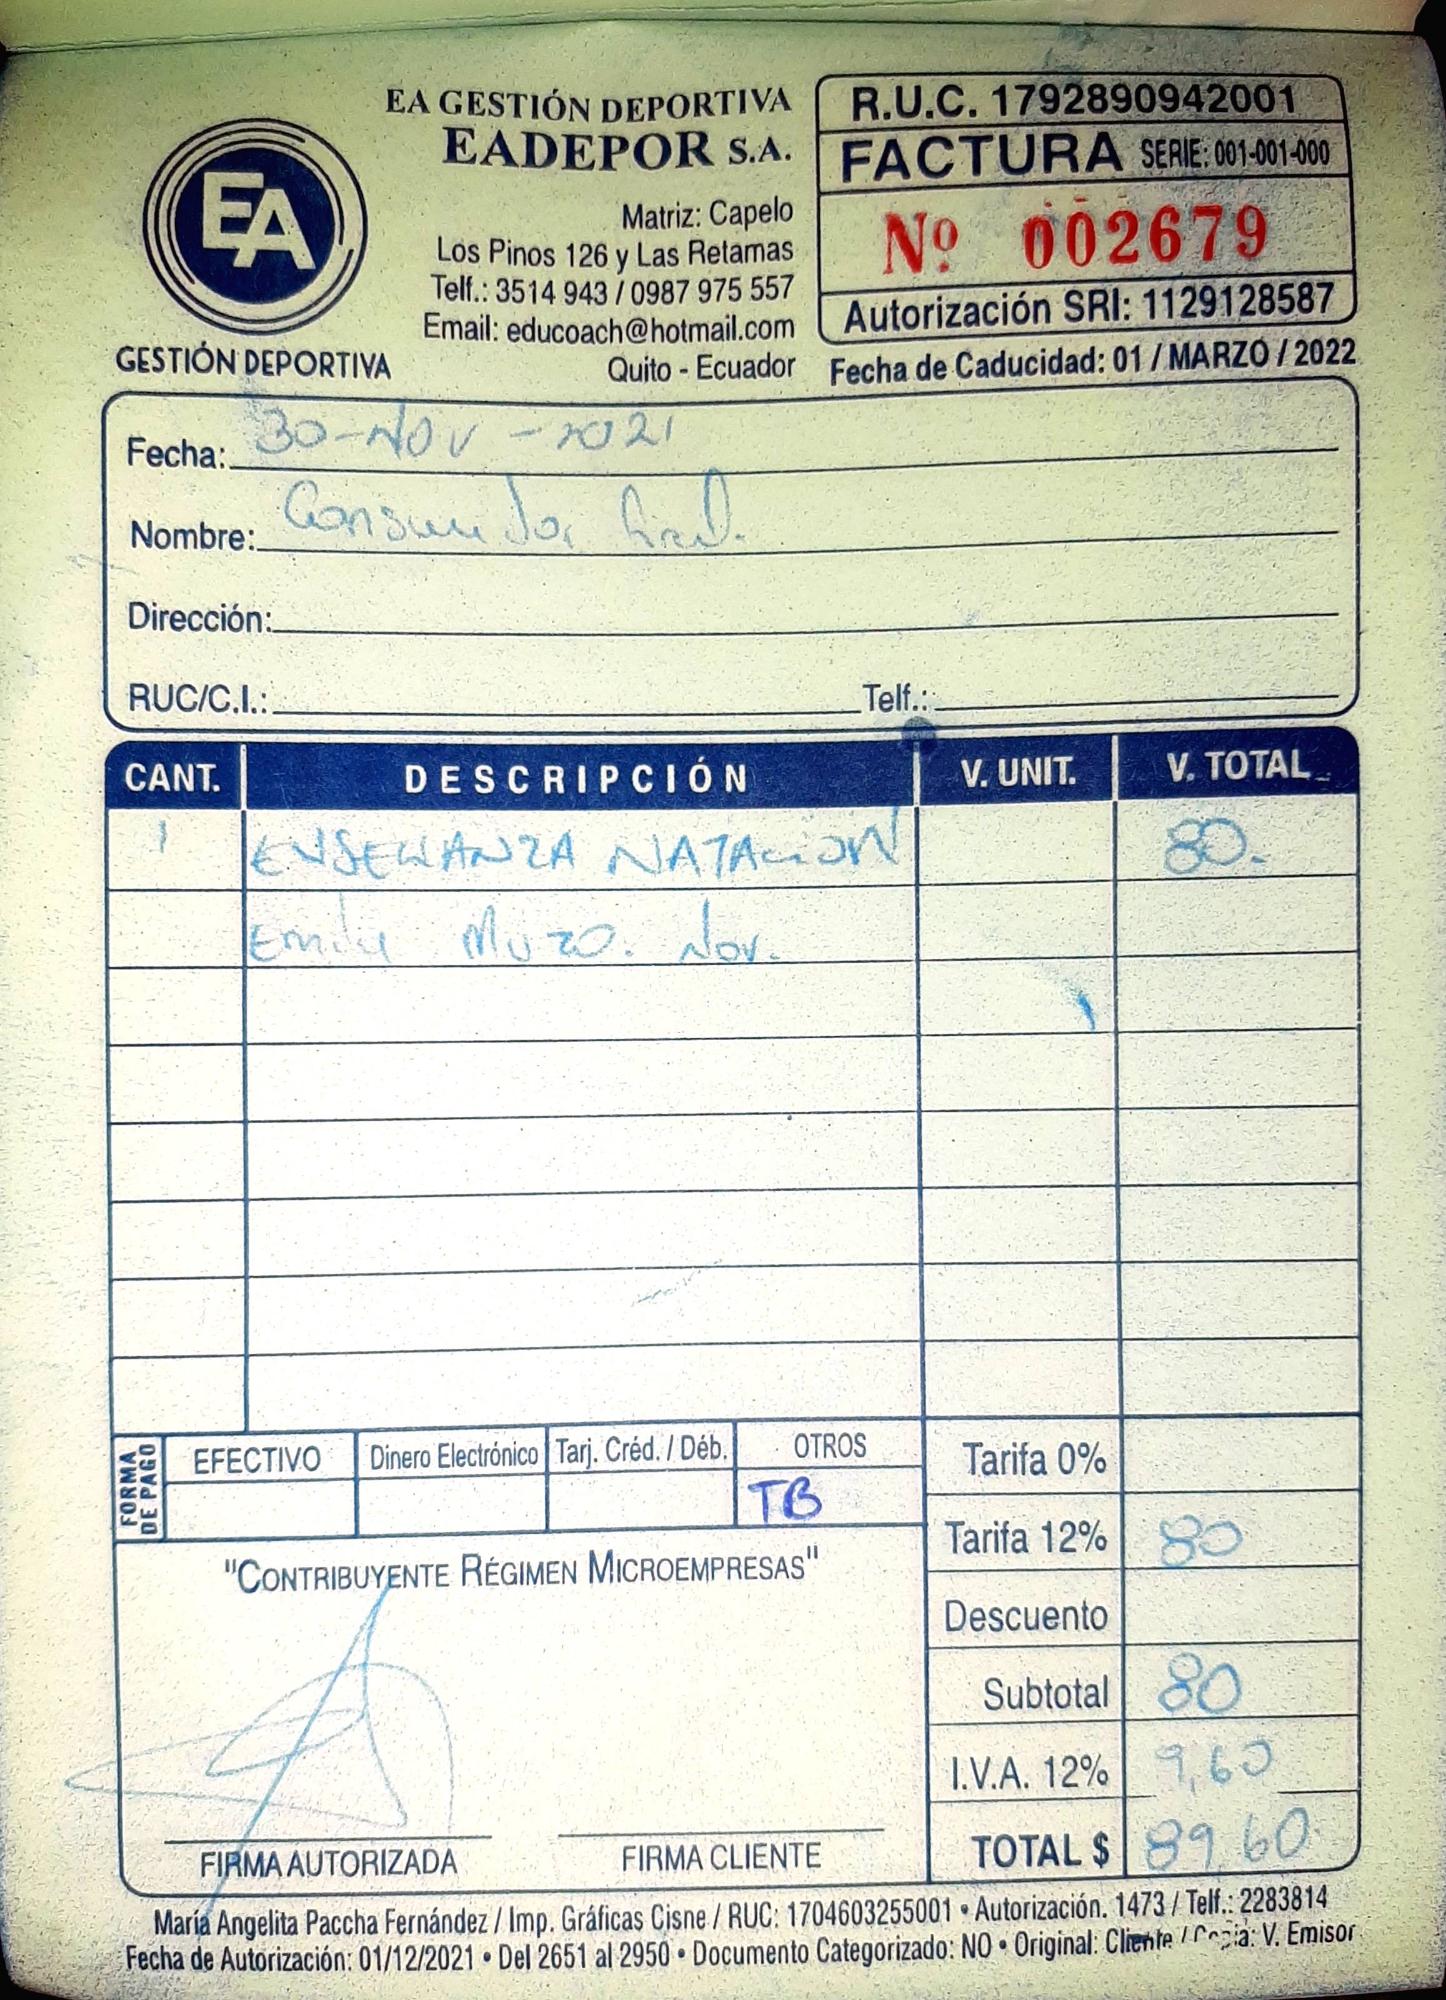 EA GESTIÓN DEPORTIVA
EADEPOR S.A.
Matriz: Capelo
Los Pinos 126 y Las Retamas
Telf.: 3514 943 / 0987 975 557
Email: educoach@hotmail.com
Quito - Ecuador
EA
GESTIÓN DEPORTIVA
R.U.C. 1792890942001
FACTURA SERIE: 001-001-000
Nº 002679
Autorización SRI: 1129128587
Fecha de Caducidad: 01 / MARZO / 2022
Fecha: 30-NOV-2021
Nombre: Consumidor
Dirección:
RUC/C.I.: Telf.:
CANT. DESCRIPCIÓN V. UNIT. V. TOTAL
1 ENSEÑANZA NATACION 80.-
Muzo. Nov.
FORMA DE PAGO
EFECTIVO Dinero Electrónico Tarj. Créd. / Déb. OTROS
TB
Tarifa 0%
Tarifa 12% 80
Descuento
Subtotal 80
I.V.A. 12% 9,60
TOTAL $ 89,60
"CONTRIBUYENTE RÉGIMEN MICROEMPRESAS"
FIRMA AUTORIZADA FIRMA CLIENTE
María Angelita Paccha Fernández / Imp. Gráficas Cisne / RUC: 1704603255001 • Autorización. 1473 / Telf.: 2283814
Fecha de Autorización: 01/12/2021 • Del 2651 al 2950 • Documento Categorizado: NO • Original: Cliente / Copia: V. Emisor